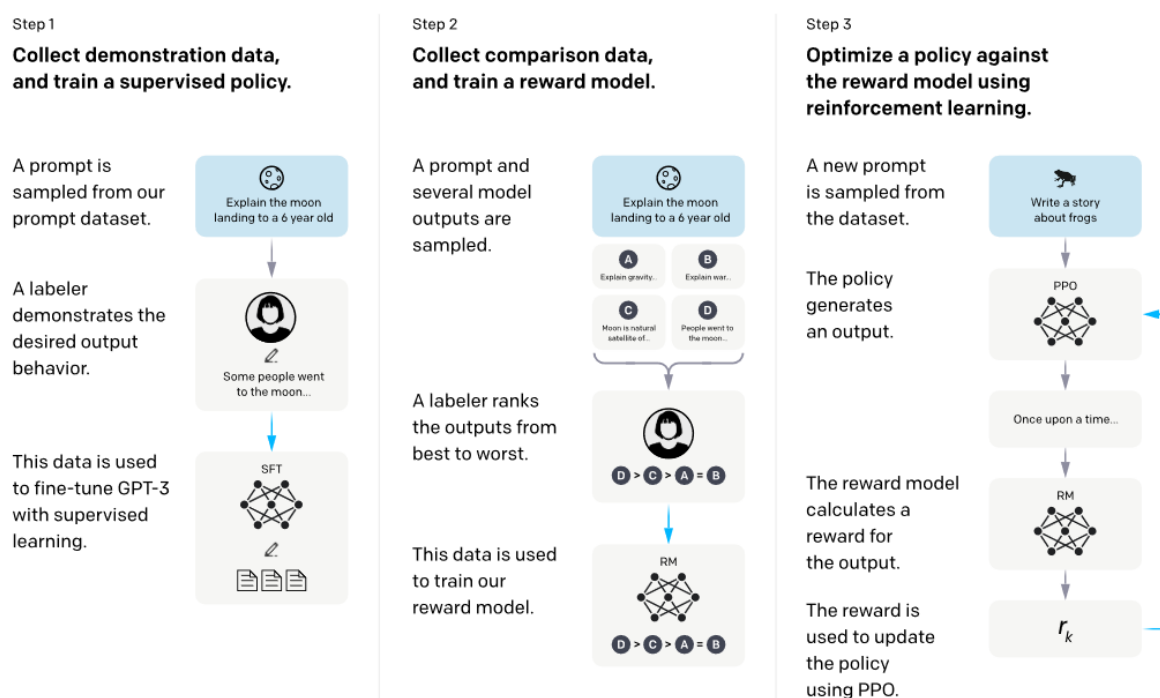 Step 1
Collect demonstration data,
and train a supervised policy.
A prompt is
sampled from our
prompt dataset.
Explain the moon
landing to a 6 year old
A labeler
demonstrates the
desired output
behavior.
Some people went
to the moon...
This data is used
to fine-tune GPT-3
with supervised
learning.
SFT
Step 2
Collect comparison data,
and train a reward model.
A prompt and
several model
outputs are
sampled.
Explain the moon
landing to a 6 year old
A
Explain gravity...
B
Explain war...
C
Moon is natural
satellite of...
D
People went to
the moon...
A labeler ranks
the outputs from
best to worst.
D > C > A = B
This data is used
to train our
reward model.
RM
D > C > A = B
Step 3
Optimize a policy against
the reward model using
reinforcement learning.
A new prompt
is sampled from
the dataset.
Write a story
about frogs
The policy
generates
an output.
PPO
Once upon a time...
The reward model
calculates a
reward for
the output.
RM
The reward is
used to update
the policy
using PPO.
r_k